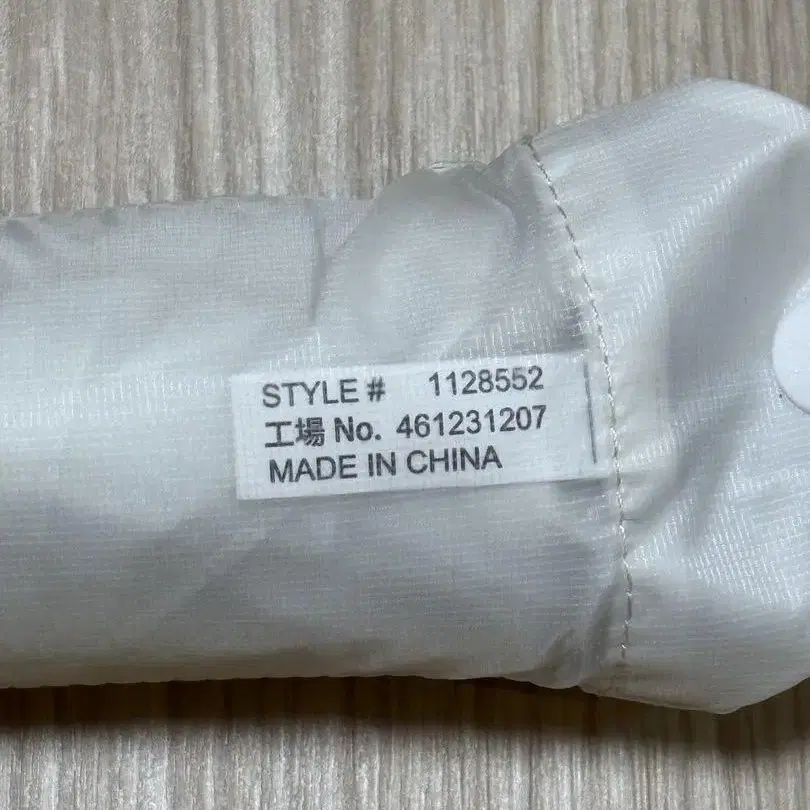 STYLE # 1128552
工場 No. 461231207
MADE IN CHINA